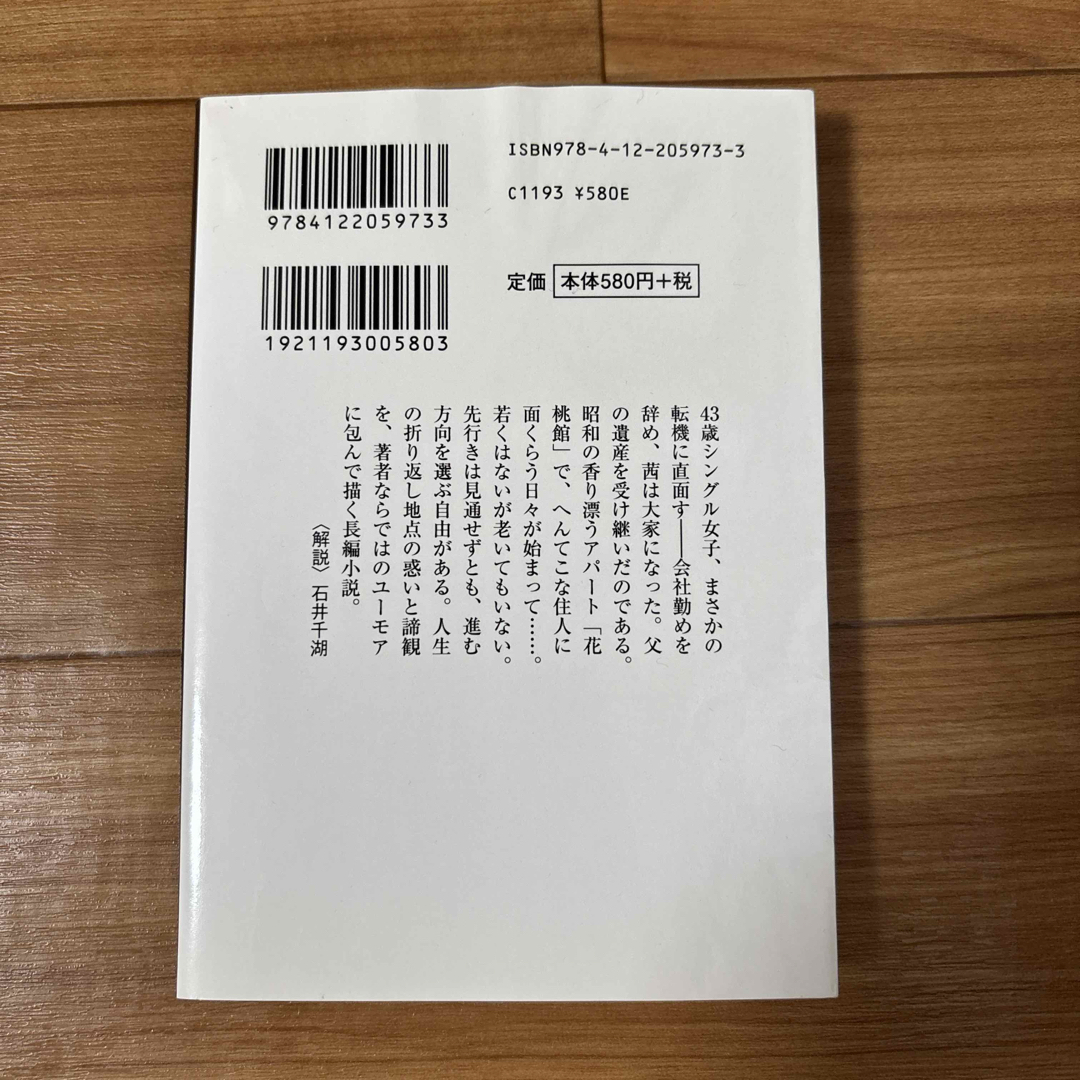 ISBN978-4-12-205973-3
C1193 ¥580E
9784122059733
定価 本体580円+税
1921193005803
43歳シングル女子、まさかの
転機に直面す――会社勤めを
辞め、茜は大家になった。父
の遺産を受け継いだのである。
昭和の香り漂うアパート「花
桃館」で、へんてこな住人に
面くらう日々が始まって……。
若くはないが老いてもいない。
先行きは見通せずとも、進む
方向を選ぶ自由がある。人生
の折り返し地点の惑いと諦観
を、著者ならではのユーモア
に包んで描く長編小説。
〈解説〉石井千湖